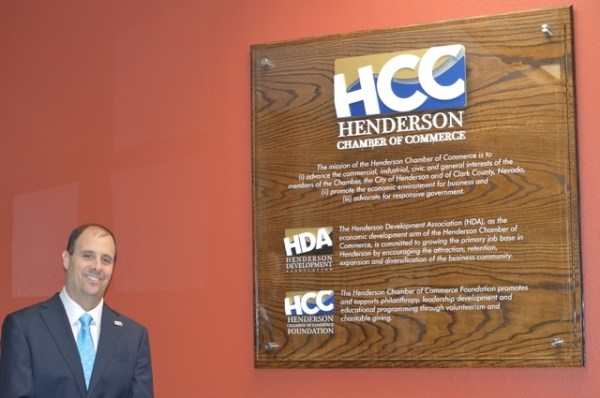 HCC
HENDERSON
CHAMBER OF COMMERCE
The mission of the Henderson Chamber of Commerce is to
(i) advance the commercial, industrial, civic and general interests of the
members of the Chamber, the City of Henderson and of Clark County, Nevada,
(ii) promote the economic environment for business and
(iii) advocate for responsive government.
HDA
HENDERSON
DEVELOPMENT
ASSOCIATION
The Henderson Development Association (HDA), as the
economic development arm of the Henderson Chamber of
Commerce, is committed to growing the primary job base in
Henderson by encouraging the attraction, retention,
expansion and diversification of the business community.
HCC
HENDERSON
CHAMBER OF COMMERCE
FOUNDATION
The Henderson Chamber of Commerce Foundation promotes
and supports philanthropy, leadership development and
educational programming through volunteerism and
charitable giving.